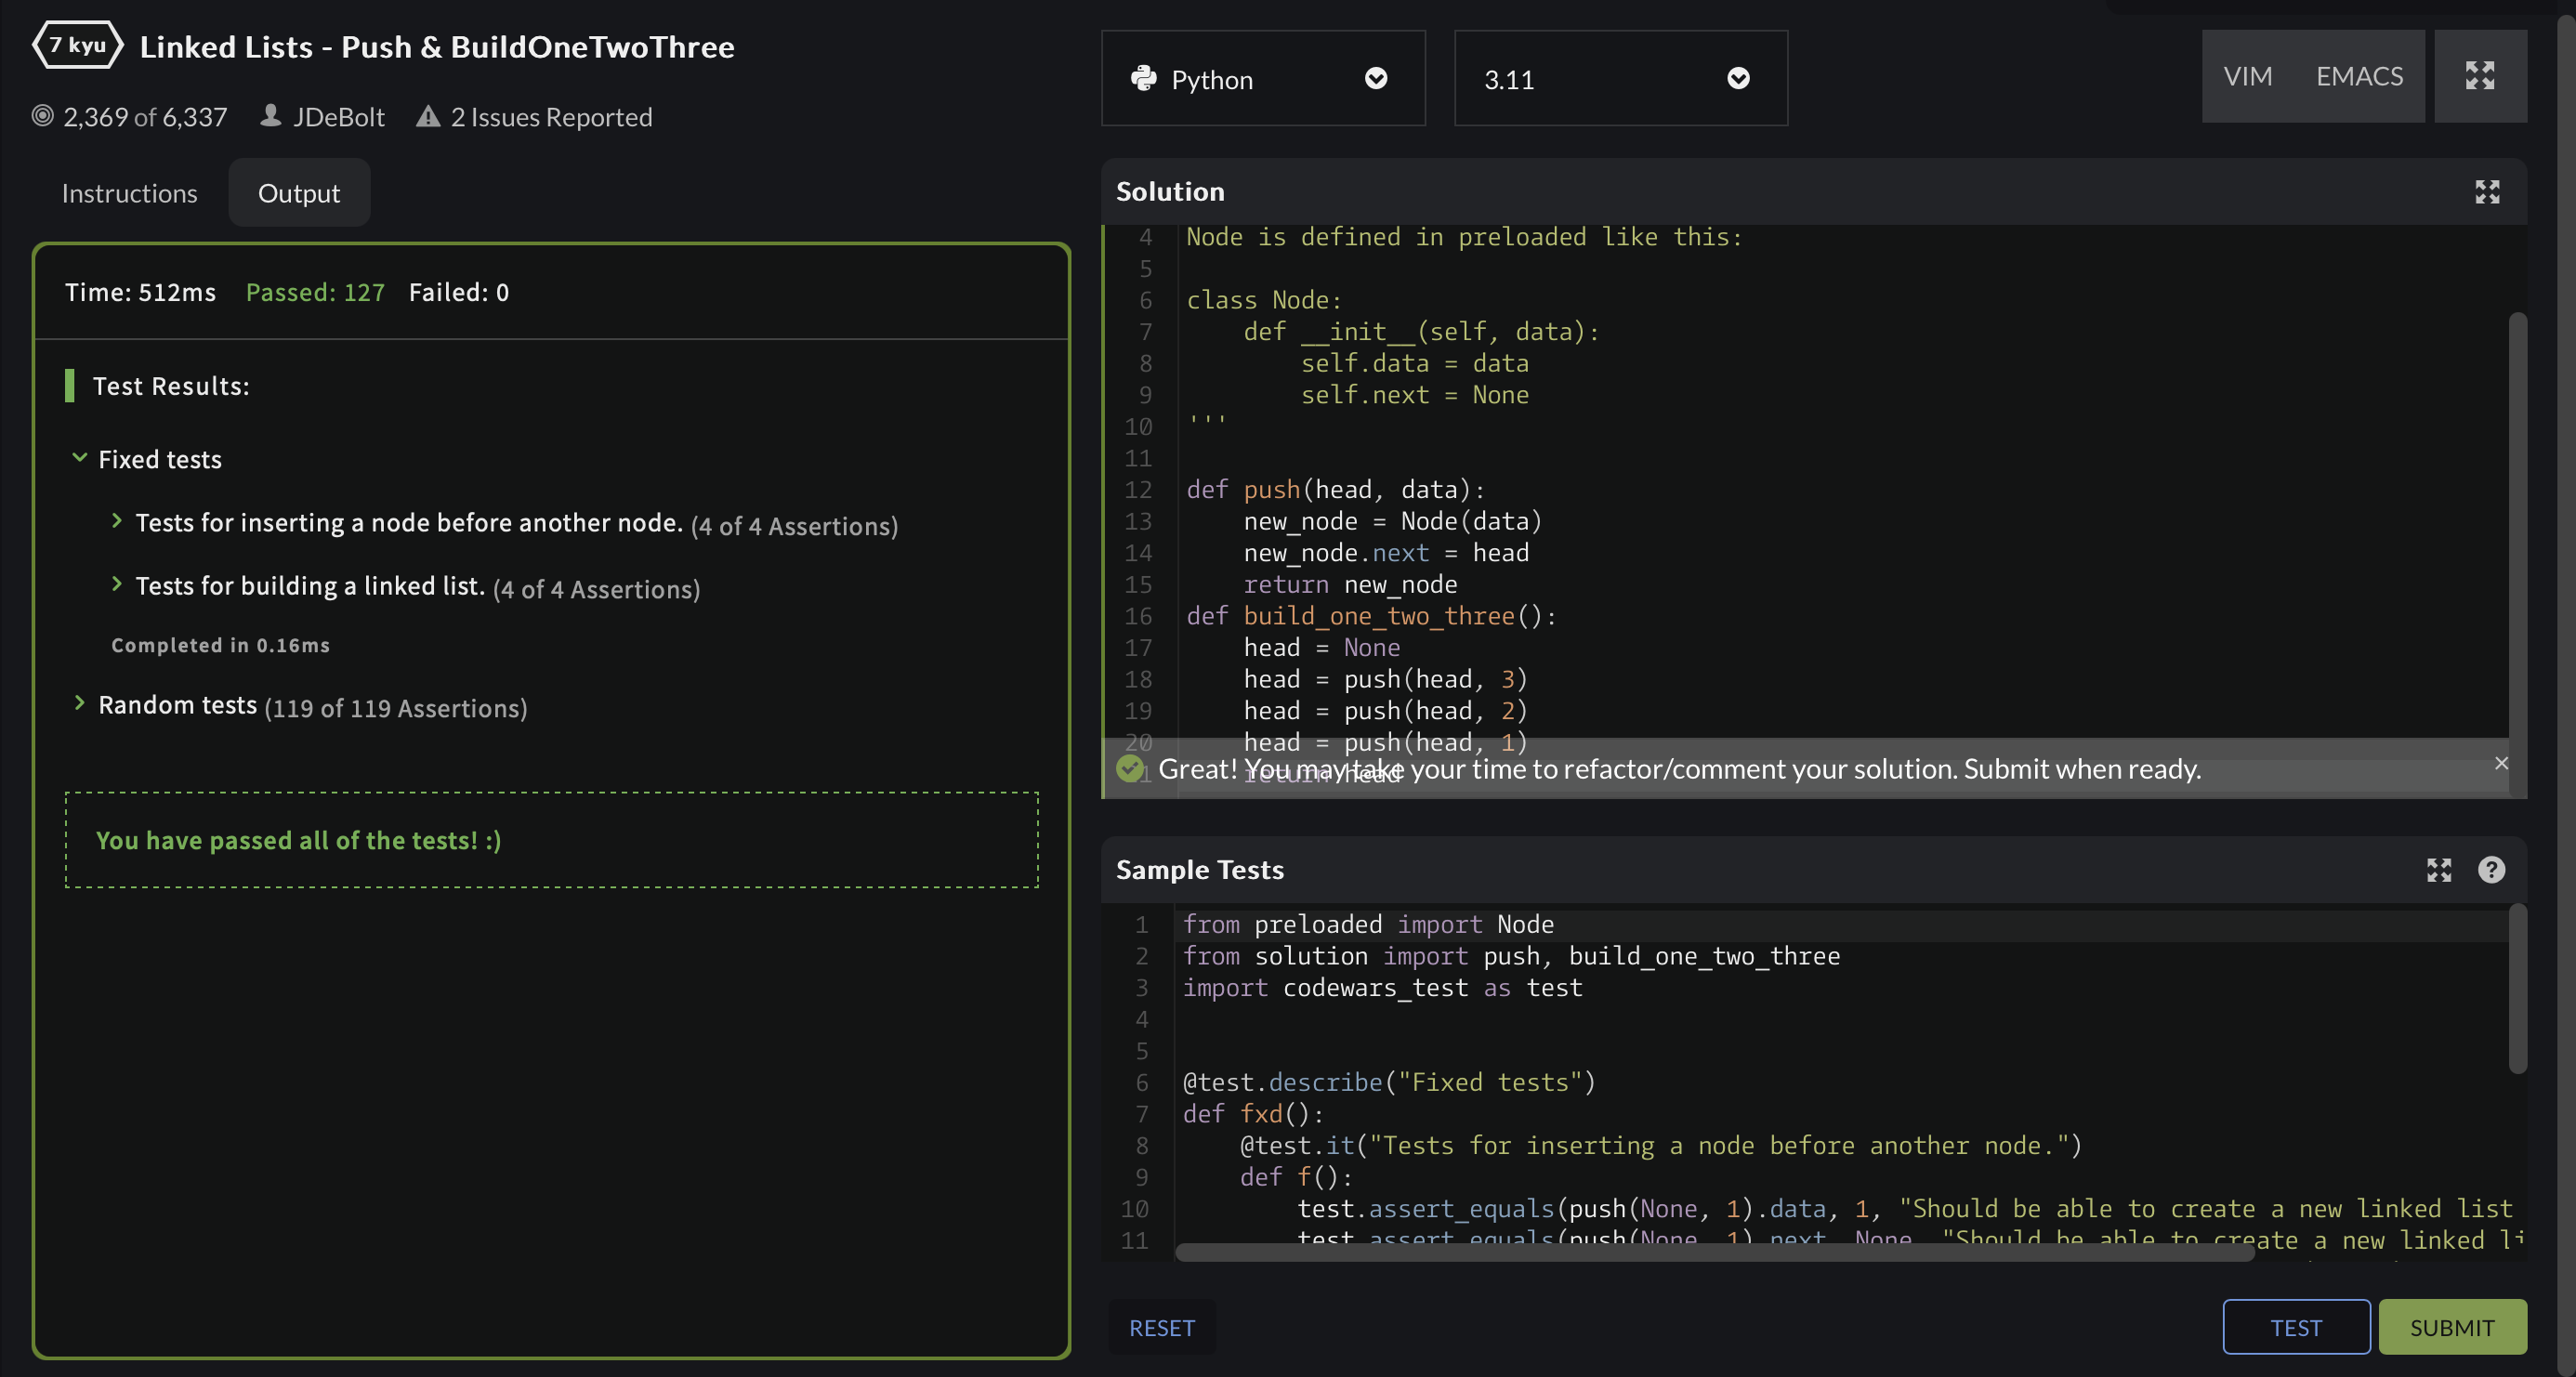 7 kyu Linked Lists - Push & BuildOneTwoThree
2,369 of 6,337 JDeBolt 2 Issues Reported
Instructions Output
Time: 512ms Passed: 127 Failed: 0
Test Results:
Fixed tests
Tests for inserting a node before another node. (4 of 4 Assertions)
Tests for building a linked list. (4 of 4 Assertions)
Completed in 0.16ms
Random tests (119 of 119 Assertions)
You have passed all of the tests! :)
Python 3.11 VIM EMACS
Solution
4 Node is defined in preloaded like this:
5
6 class Node:
7     def __init__(self, data):
8         self.data = data
9         self.next = None
10 '''
11
12 def push(head, data):
13     new_node = Node(data)
14     new_node.next = head
15     return new_node
16 def build_one_two_three():
17     head = None
18     head = push(head, 3)
19     head = push(head, 2)
20     head = push(head, 1)
21     return head
Great! You may take your time to refactor/comment your solution. Submit when ready.
Sample Tests
1 from preloaded import Node
2 from solution import push, build_one_two_three
3 import codewars_test as test
4
5
6 @test.describe("Fixed tests")
7 def fxd():
8     @test.it("Tests for inserting a node before another node.")
9     def f():
10         test.assert_equals(push(None, 1).data, 1, "Should be able to create a new linked list
11         test.assert_equals(push(None, 1).next, None, "Should be able to create a new linked li
RESET TEST SUBMIT